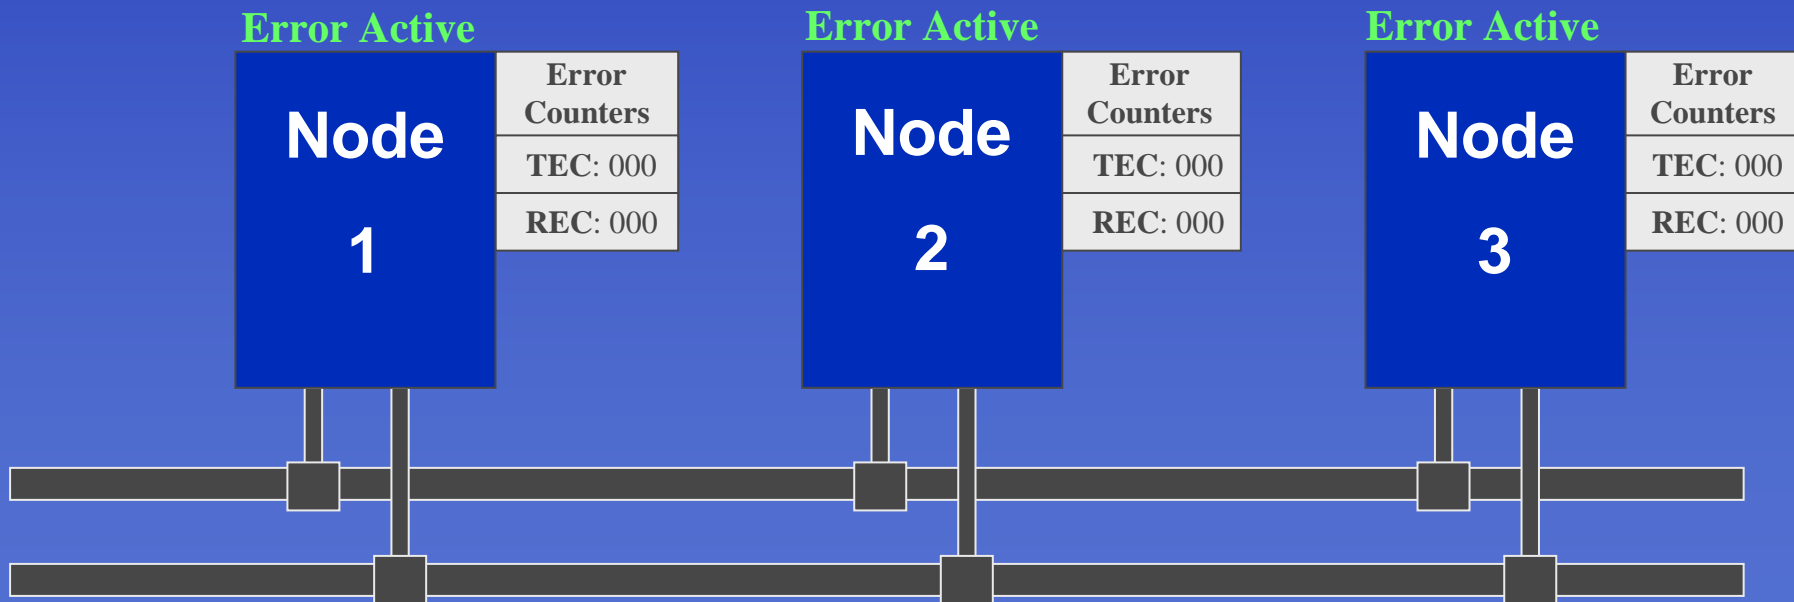 Error Active
Node
1
Error
Counters
TEC: 000
REC: 000
Error Active
Node
2
Error
Counters
TEC: 000
REC: 000
Error Active
Node
3
Error
Counters
TEC: 000
REC: 000